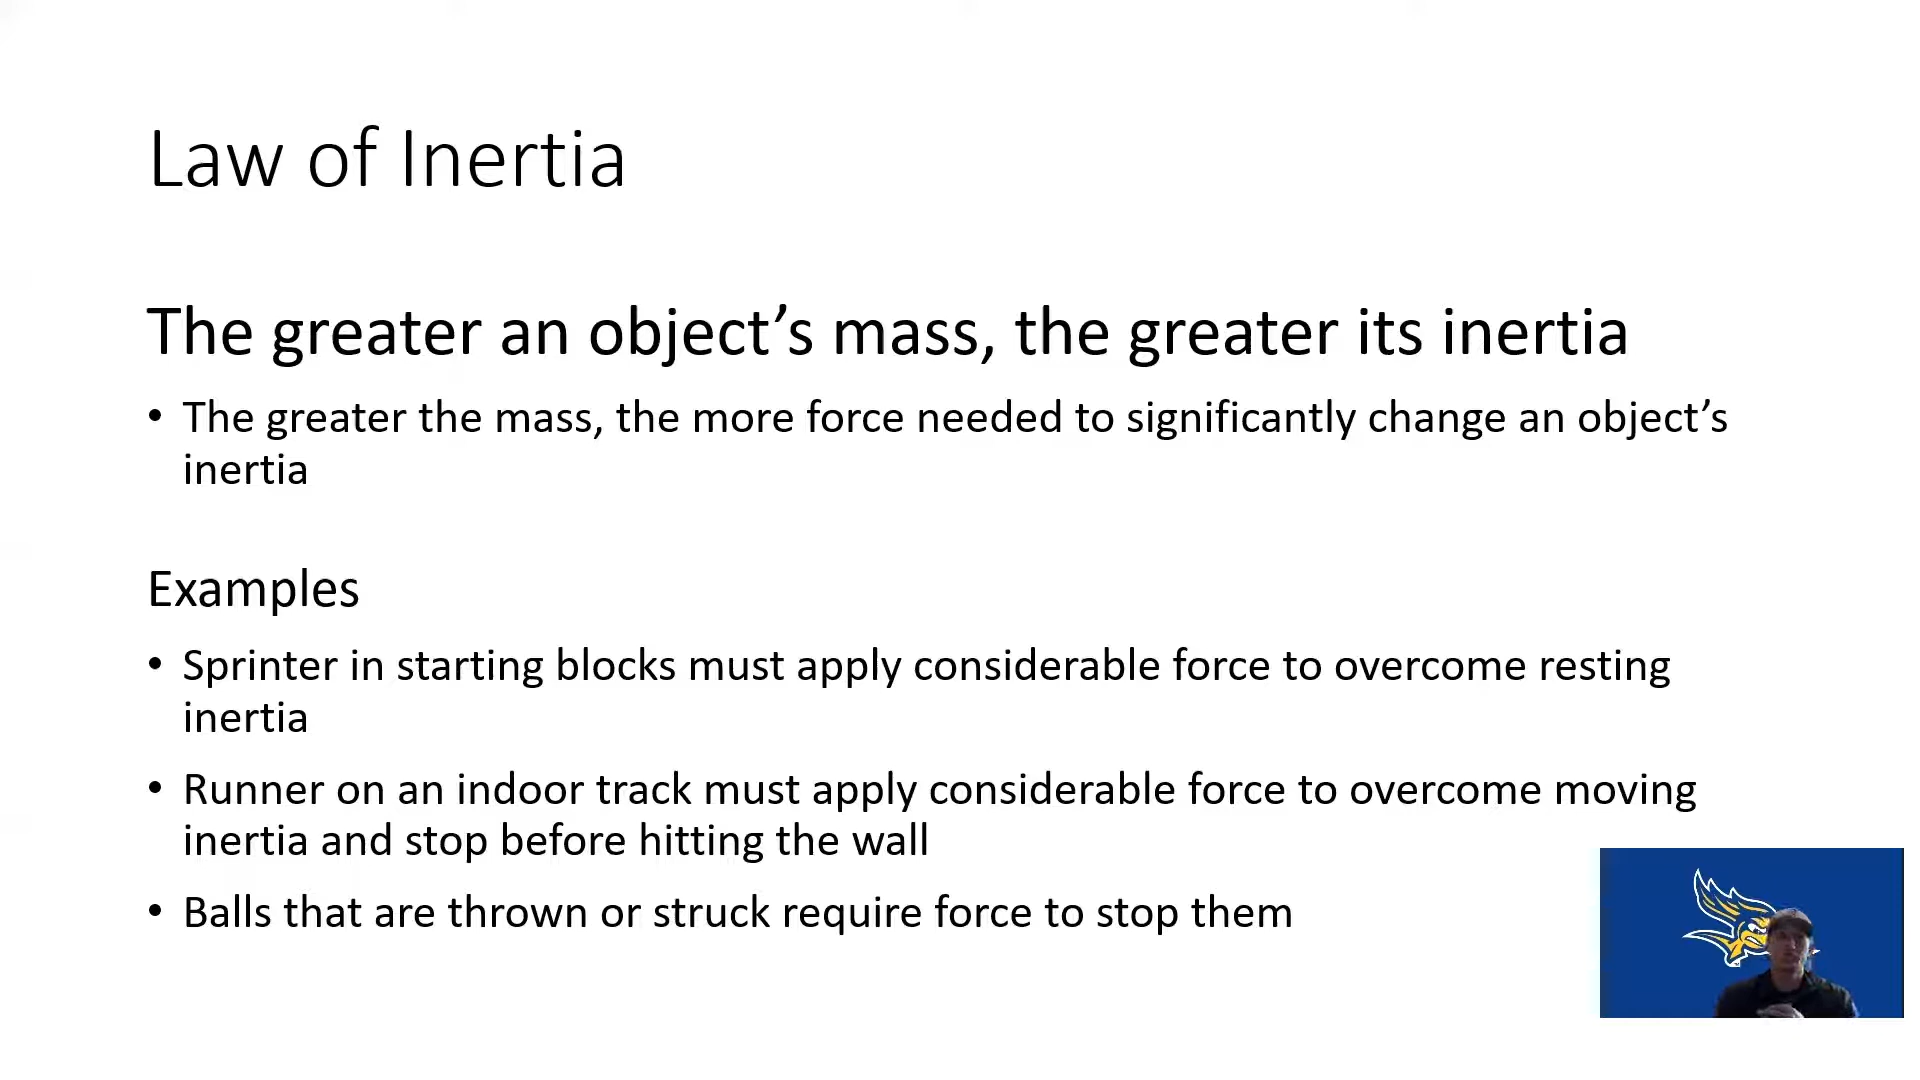 Law of Inertia
The greater an object’s mass, the greater its inertia
• The greater the mass, the more force needed to significantly change an object’s
inertia
Examples
• Sprinter in starting blocks must apply considerable force to overcome resting
inertia
• Runner on an indoor track must apply considerable force to overcome moving
inertia and stop before hitting the wall
• Balls that are thrown or struck require force to stop them